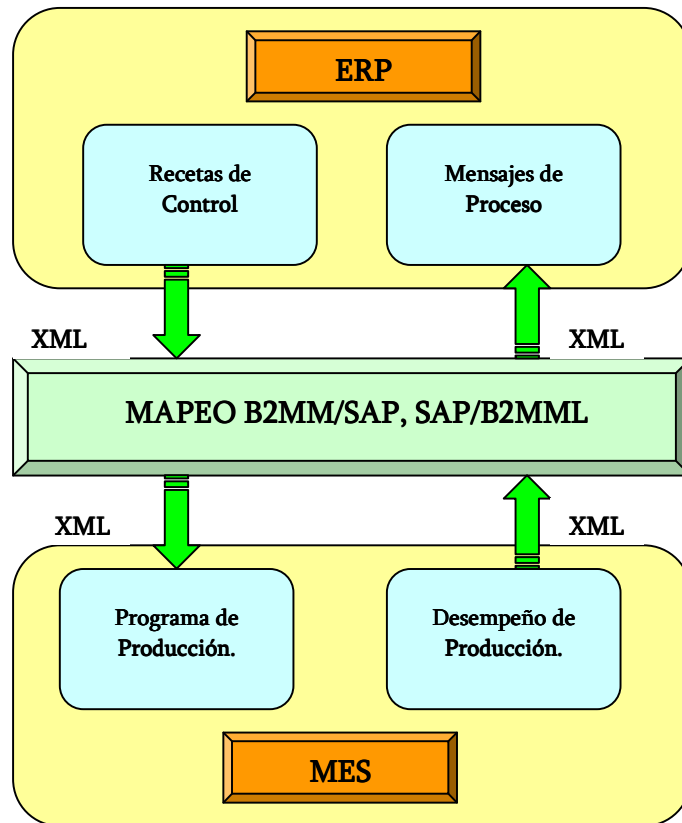 ERP
Recetas de
Control
Mensajes de
Proceso
XML
XML
MAPEO B2MM/SAP, SAP/B2MML
XML
XML
Programa de
Producción.
Desempeño de
Producción.
MES